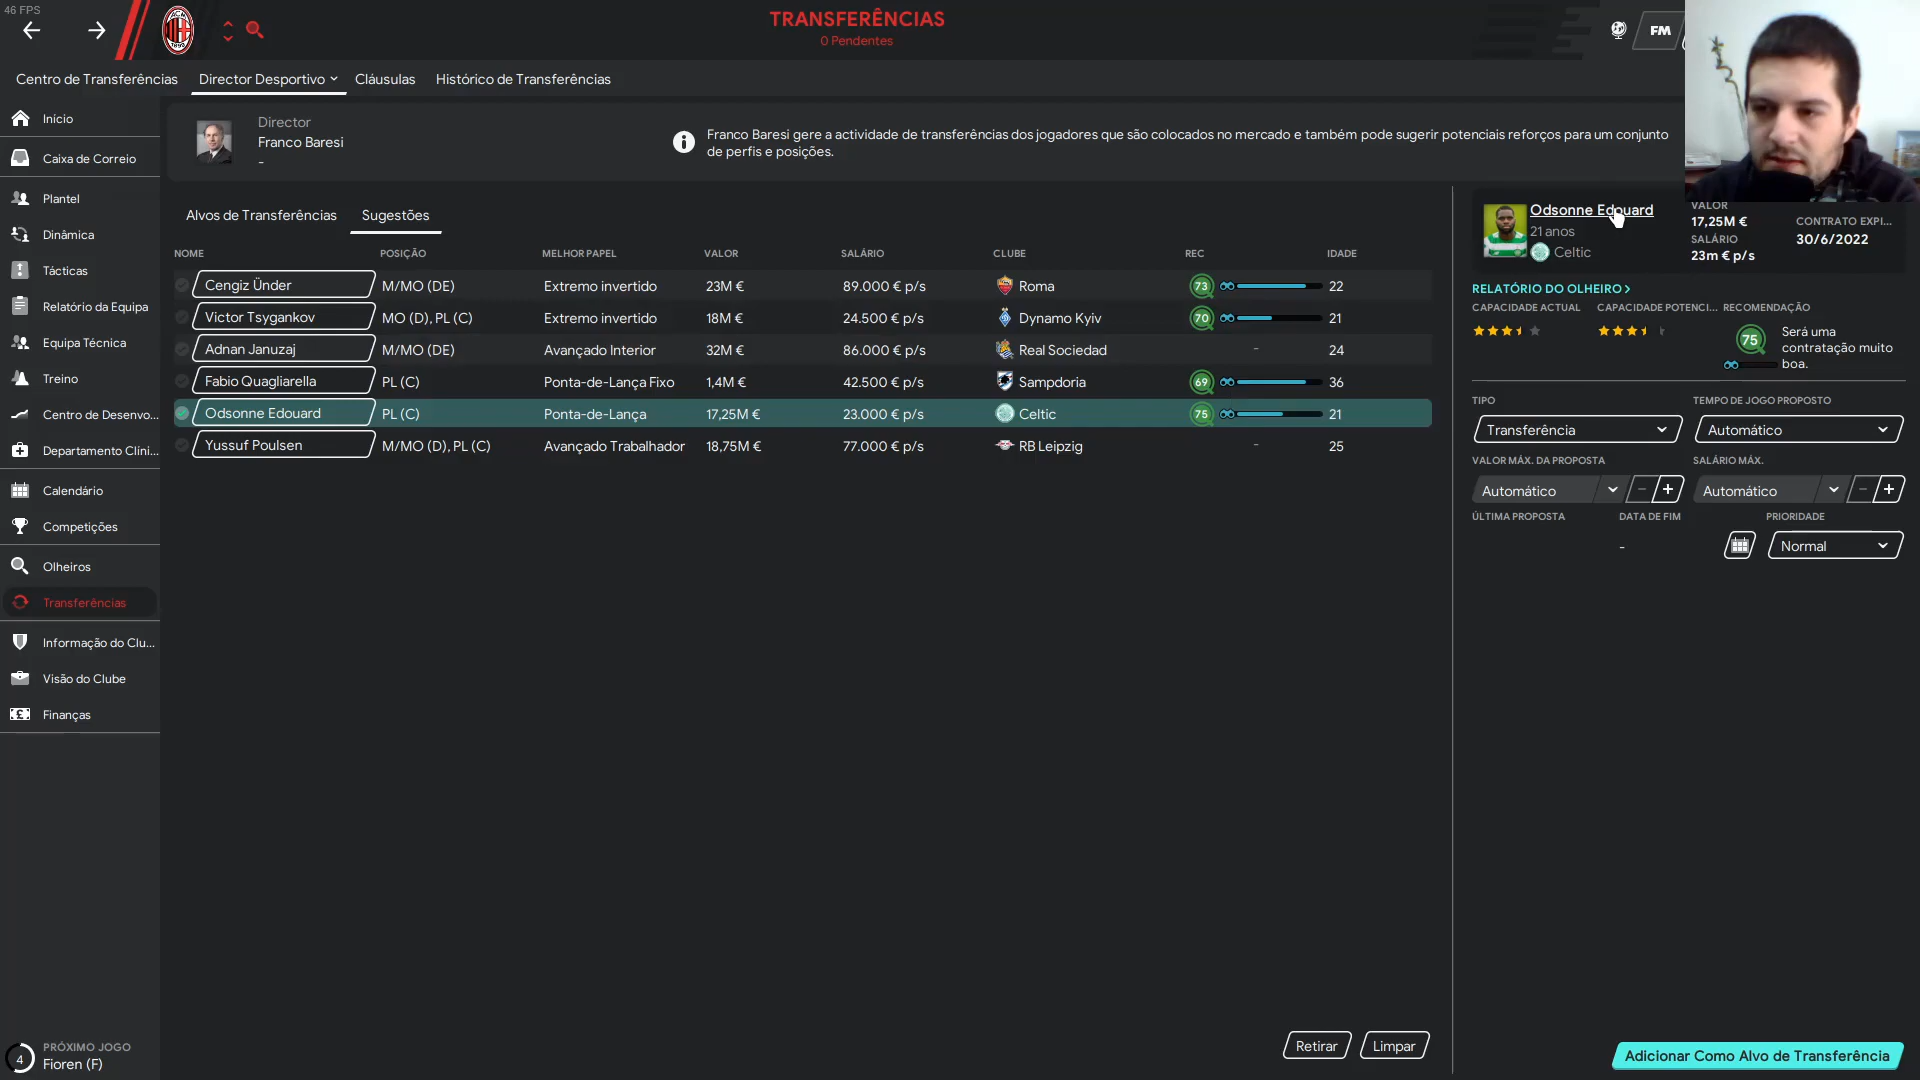 46 FPS
TRANSFERÊNCIAS
0 Pendentes
FM
Centro de Transferências
Director Desportivo
Cláusulas
Histórico de Transferências
Início
Caixa de Correio
Plantel
Dinâmica
Tácticas
Relatório da Equipa
Equipa Técnica
Treino
Centro de Desenvo...
Departamento Clíni...
Calendário
Competições
Olheiros
Transferências
Informação do Clu...
Visão do Clube
Finanças
4
PRÓXIMO JOGO
Fioren (F)
Director
Franco Baresi
-
Franco Baresi gere a actividade de transferências dos jogadores que são colocados no mercado e também pode sugerir potenciais reforços para um conjunto
de perfis e posições.
Alvos de Transferências
Sugestões
NOME POSIÇÃO MELHOR PAPEL VALOR SALÁRIO CLUBE REC IDADE
Cengiz Ünder M/MO (DE) Extremo invertido 23M € 89.000 € p/s Roma 73 22
Victor Tsygankov MO (D), PL (C) Extremo invertido 18M € 24.500 € p/s Dynamo Kyiv 70 21
Adnan Januzaj M/MO (DE) Avançado Interior 32M € 86.000 € p/s Real Sociedad - 24
Fabio Quagliarella PL (C) Ponta-de-Lança Fixo 1,4M € 42.500 € p/s Sampdoria 69 36
Odsonne Edouard PL (C) Ponta-de-Lança 17,25M € 23.000 € p/s Celtic 75 21
Yussuf Poulsen M/MO (D), PL (C) Avançado Trabalhador 18,75M € 77.000 € p/s RB Leipzig - 25
Retirar
Limpar
Odsonne Edouard
21 anos
Celtic
VALOR
17,25M €
SALÁRIO
23m € p/s
CONTRATO EXPI...
30/6/2022
RELATÓRIO DO OLHEIRO >
CAPACIDADE ACTUAL
CAPACIDADE POTENCI...
RECOMENDAÇÃO
75
Será uma
contratação muito
boa.
TIPO
Transferência
TEMPO DE JOGO PROPOSTO
Automático
VALOR MÁX. DA PROPOSTA
Automático
SALÁRIO MÁX.
Automático
ÚLTIMA PROPOSTA
DATA DE FIM
-
PRIORIDADE
Normal
Adicionar Como Alvo de Transferência